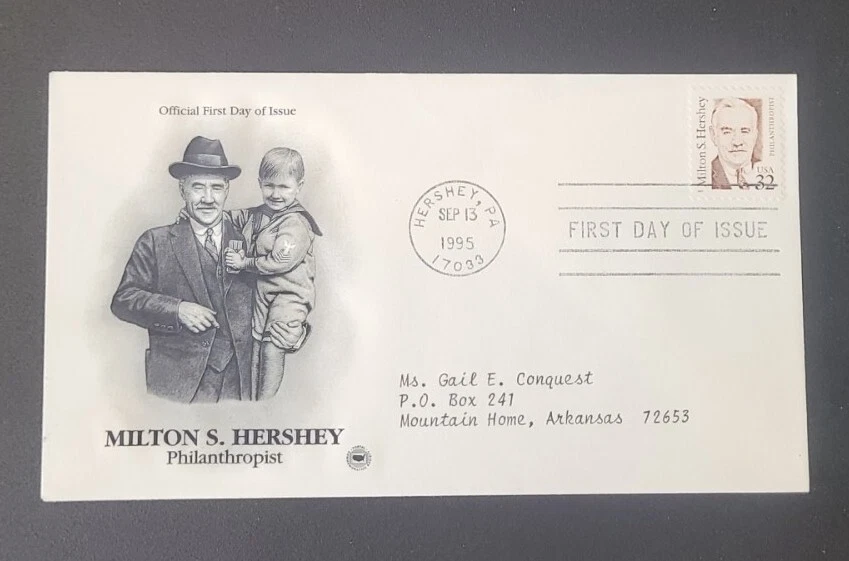 Official First Day of Issue
Milton S. Hershey
PHILANTHROPIST
USA
32
HERSHEY, PA
SEP 13
1995
17033
FIRST DAY OF ISSUE
Ms. Gail E. Conquest
P.O. Box 241
Mountain Home, Arkansas 72653
MILTON S. HERSHEY
Philanthropist